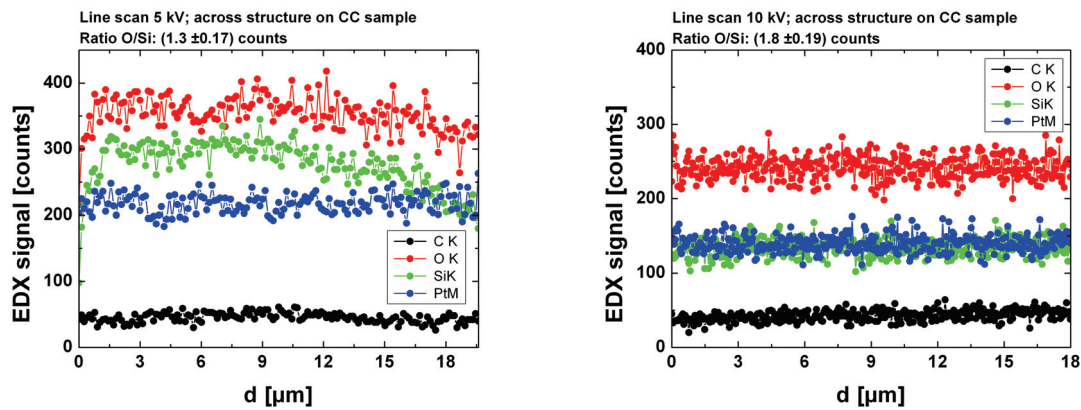 Line scan 5 kV; across structure on CC sample
Ratio O/Si: (1.3 ±0.17) counts
EDX signal [counts]
400
300
200
100
0
C K
O K
SiK
PtM
0 3 6 9 12 15 18
d [µm]
Line scan 10 kV; across structure on CC sample
Ratio O/Si: (1.8 ±0.19) counts
EDX signal [counts]
400
300
200
100
0
C K
O K
SiK
PtM
0 3 6 9 12 15 18
d [µm]